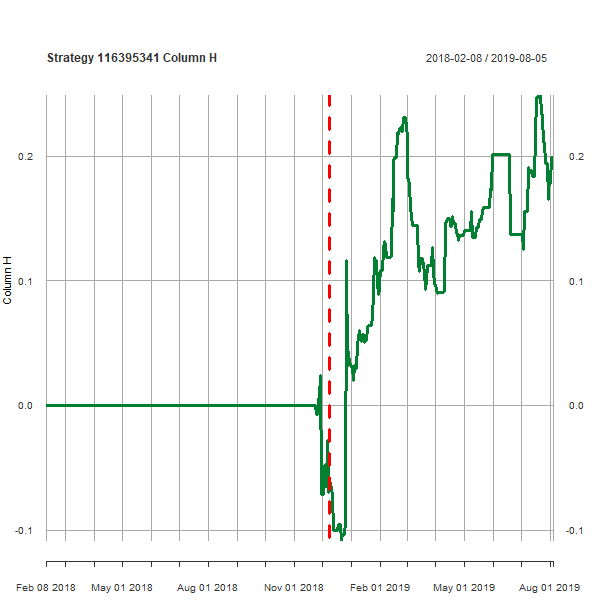 Strategy 116395341 Column H
2018-02-08 / 2019-08-05
0.2
0.2
0.1
0.1
Column H
0.0
0.0
-0.1
-0.1
Feb 08 2018
May 01 2018
Aug 01 2018
Nov 01 2018
Feb 01 2019
May 01 2019
Aug 01 2019